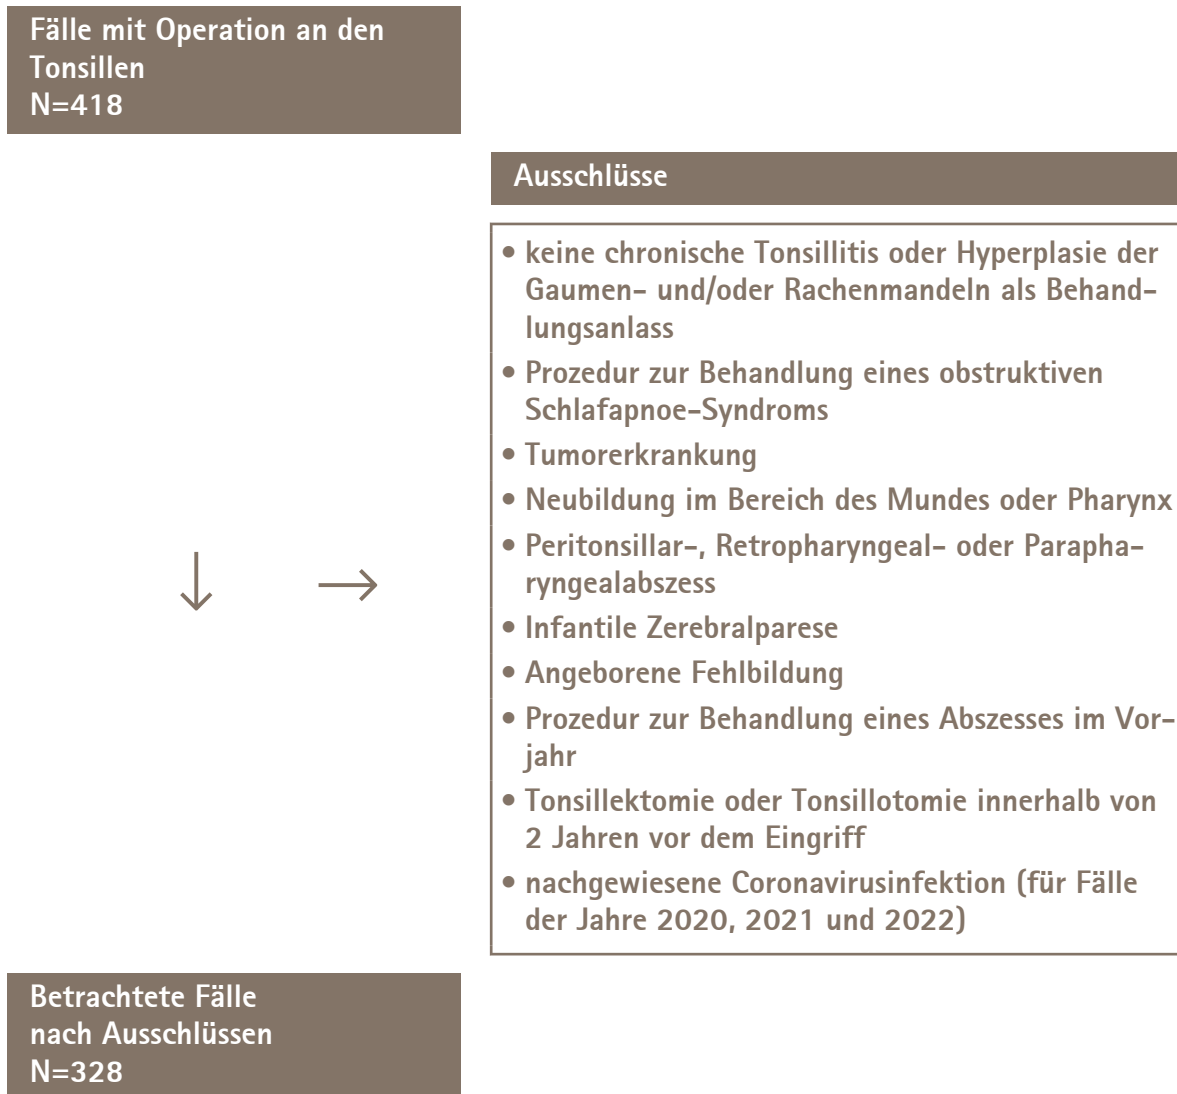 Fälle mit Operation an den
Tonsillen
N=418
Ausschlüsse
• keine chronische Tonsillitis oder Hyperplasie der
Gaumen- und/oder Rachenmandeln als Behand-
lungsanlass
• Prozedur zur Behandlung eines obstruktiven
Schlafapnoe-Syndroms
• Tumorerkrankung
• Neubildung im Bereich des Mundes oder Pharynx
• Peritonsillar-, Retropharyngeal- oder Parapha-
ryngealabszess
• Infantile Zerebralparese
• Angeborene Fehlbildung
• Prozedur zur Behandlung eines Abszesses im Vor-
jahr
• Tonsillektomie oder Tonsillotomie innerhalb von
2 Jahren vor dem Eingriff
• nachgewiesene Coronavirusinfektion (für Fälle
der Jahre 2020, 2021 und 2022)
Betrachtete Fälle
nach Ausschlüssen
N=328